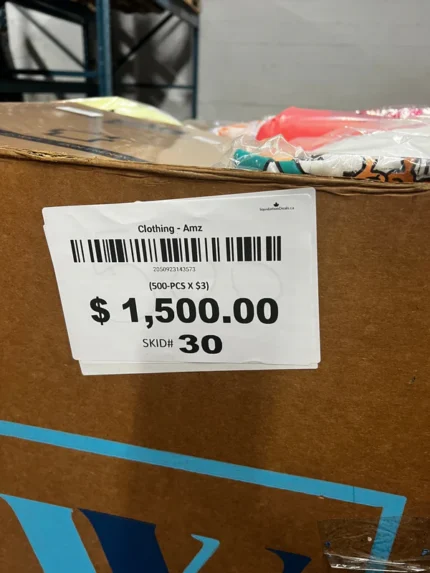 Clothing - Amz
2050923143573
(500-PCS X $3)
$ 1,500.00
SKID# 30